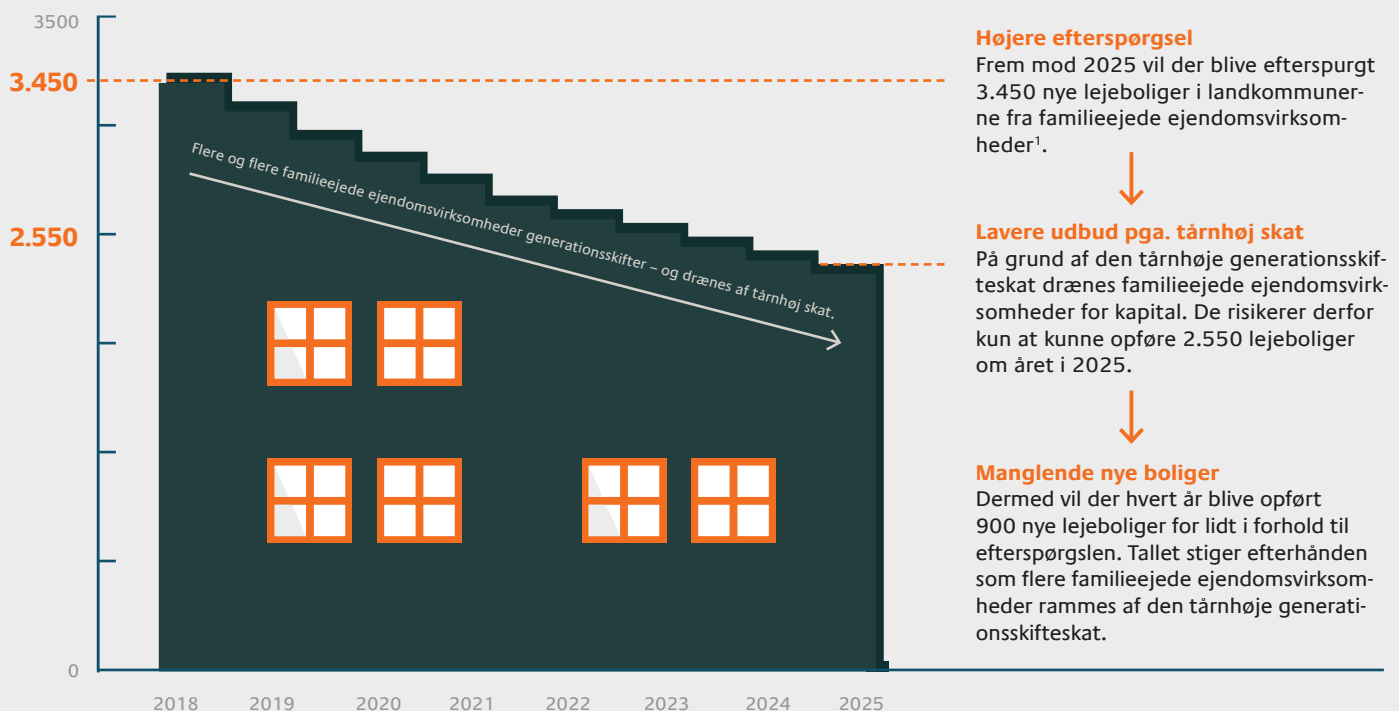 3500
3.450
2.550
0
2018 2019 2020 2021 2022 2023 2024 2025
Flere og flere familieejede ejendomsvirksomheder generationsskifter – og drænes af tårnhøj skat.
Højere efterspørgsel
Frem mod 2025 vil der blive efterspurgt
3.450 nye lejeboliger i landkommuner-
ne fra familieejede ejendomsvirksom-
heder¹.
Lavere udbud pga. tårnhøj skat
På grund af den tårnhøje generationsskif-
teskat drænes familieejede ejendomsvirk-
somheder for kapital. De risikerer derfor
kun at kunne opføre 2.550 lejeboliger
om året i 2025.
Manglende nye boliger
Dermed vil der hvert år blive opført
900 nye lejeboliger for lidt i forhold til
efterspørgslen. Tallet stiger efterhånden
som flere familieejede ejendomsvirksom-
heder rammes af den tårnhøje generati-
onsskifteskat.